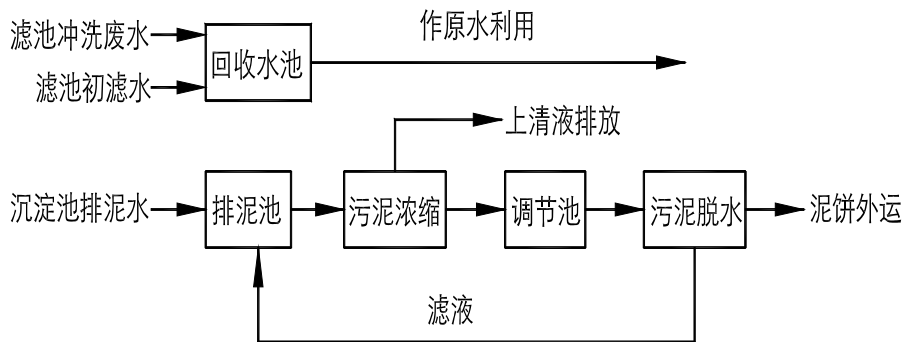 滤池冲洗废水
滤池初滤水
回收水池
作原水利用
上清液排放
沉淀池排泥水
排泥池
污泥浓缩
调节池
污泥脱水
泥饼外运
滤液